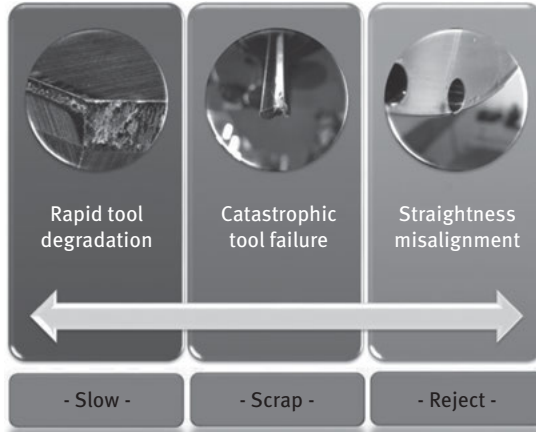 Rapid tool
degradation
Catastrophic
tool failure
Straightness
misalignment
- Slow -
- Scrap -
- Reject -